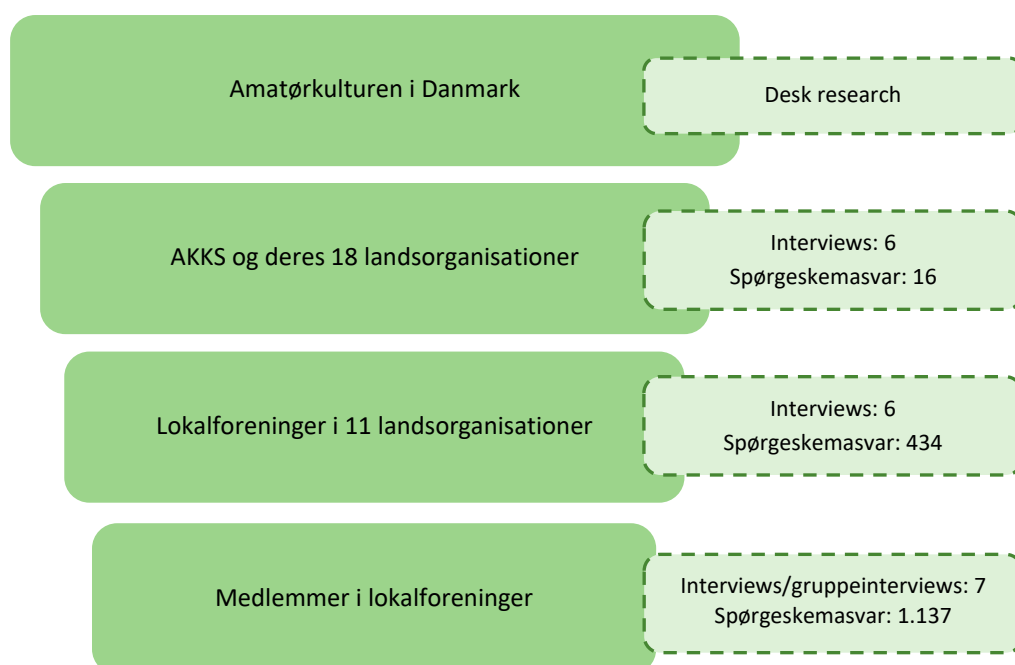 Amatørkulturen i Danmark
Desk research
AKKS og deres 18 landsorganisationer
Interviews: 6
Spørgeskemasvar: 16
Lokalforeninger i 11 landsorganisationer
Interviews: 6
Spørgeskemasvar: 434
Medlemmer i lokalforeninger
Interviews/gruppeinterviews: 7
Spørgeskemasvar: 1.137